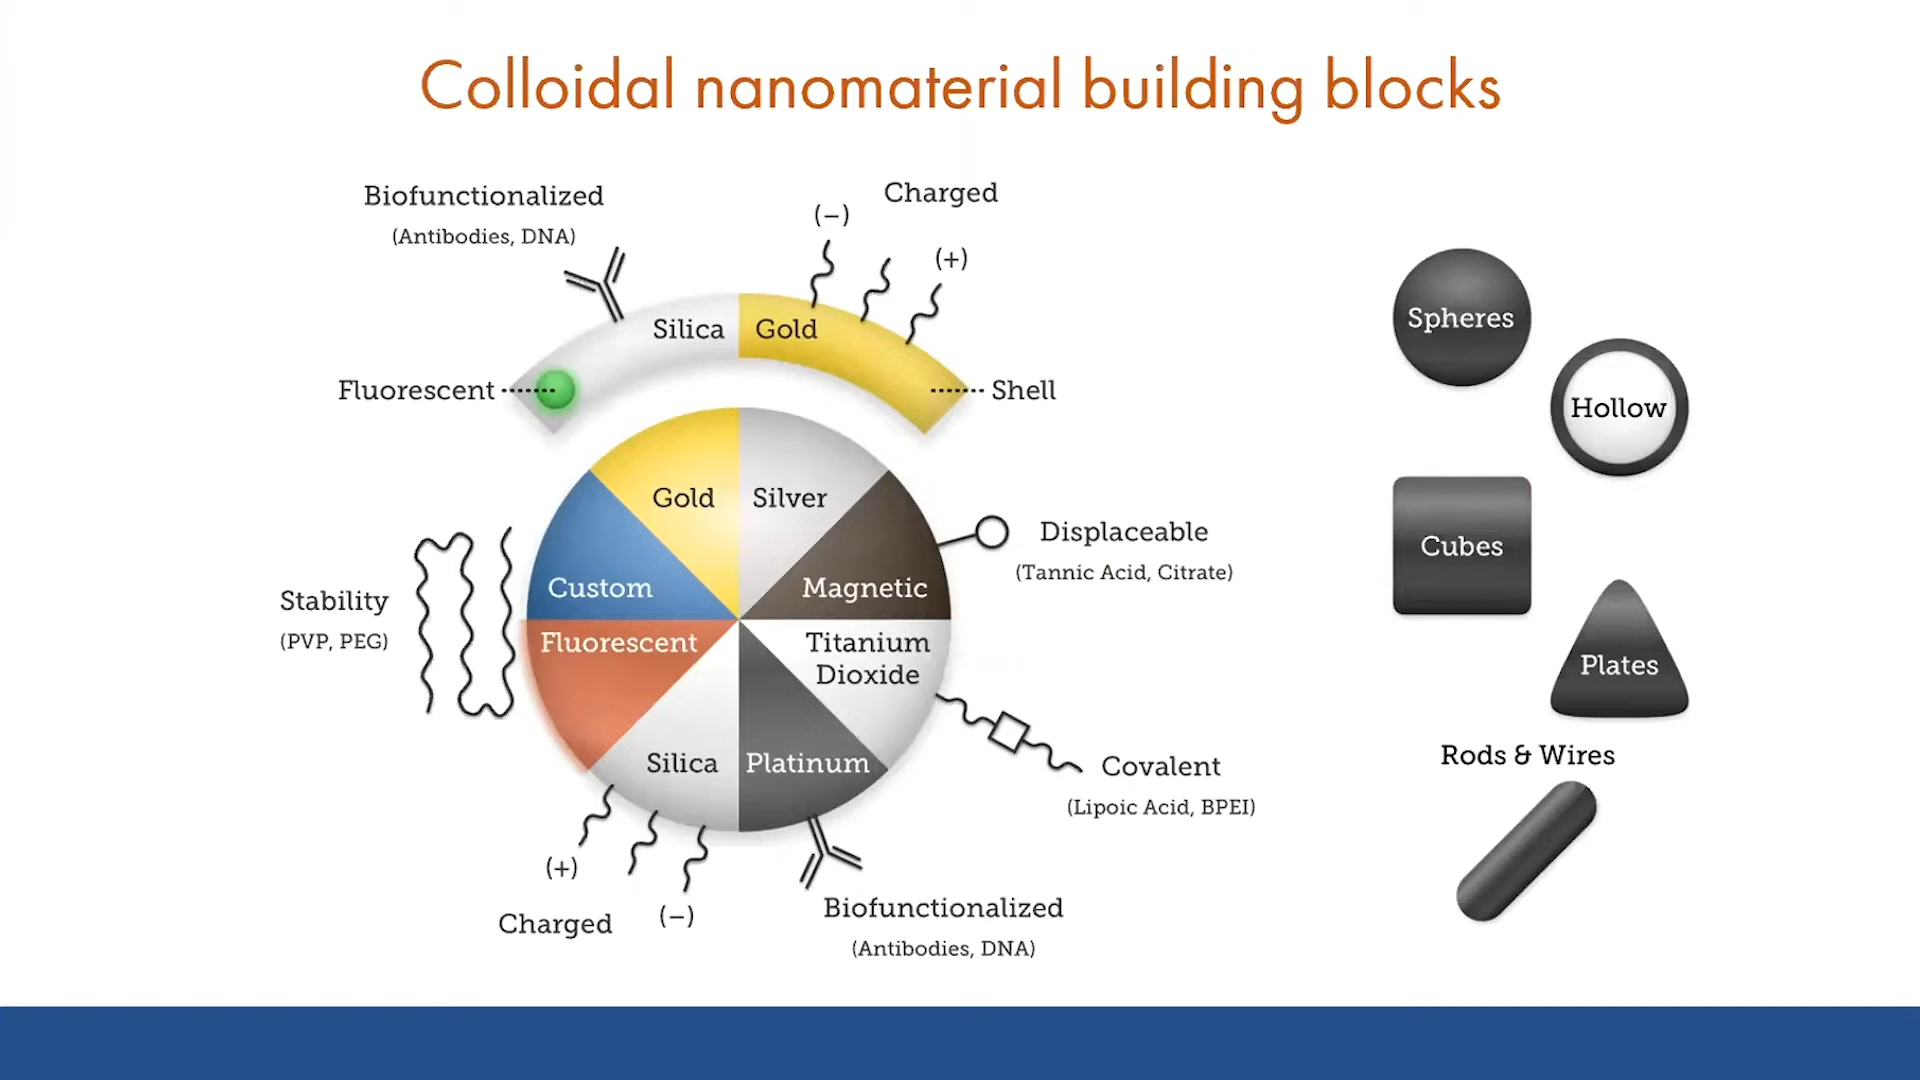 Colloidal nanomaterial building blocks
Biofunctionalized
(Antibodies, DNA)
Charged
(−)
(+)
Silica
Gold
Fluorescent
Shell
Gold
Silver
Custom
Magnetic
Fluorescent
Titanium
Dioxide
Silica
Platinum
Displaceable
(Tannic Acid, Citrate)
Stability
(PVP, PEG)
Covalent
(Lipoic Acid, BPEI)
(+)
Charged
(−)
Biofunctionalized
(Antibodies, DNA)
Spheres
Hollow
Cubes
Plates
Rods & Wires